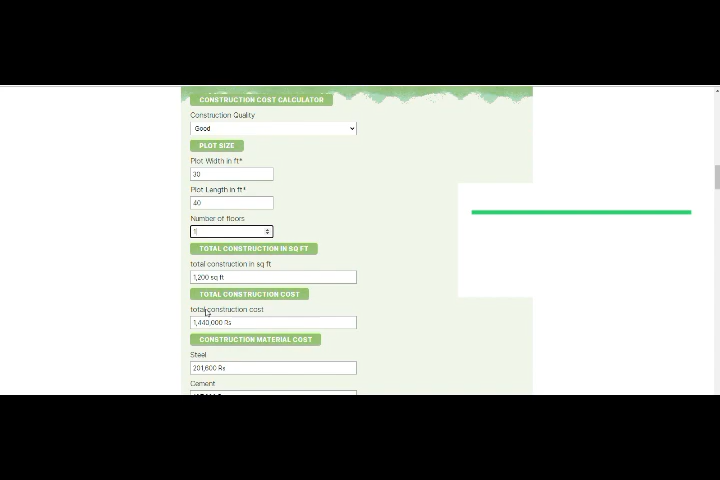 CONSTRUCTION COST CALCULATOR
Construction Quality
Good
PLOT SIZE
Plot Width in ft*
30
Plot Length in ft*
40
Number of floors
1
TOTAL CONSTRUCTION IN SQ FT
total construction in sq ft
1,200 sq ft
TOTAL CONSTRUCTION COST
total construction cost
1,440,000 Rs
CONSTRUCTION MATERIAL COST
Steel
201,600 Rs
Cement